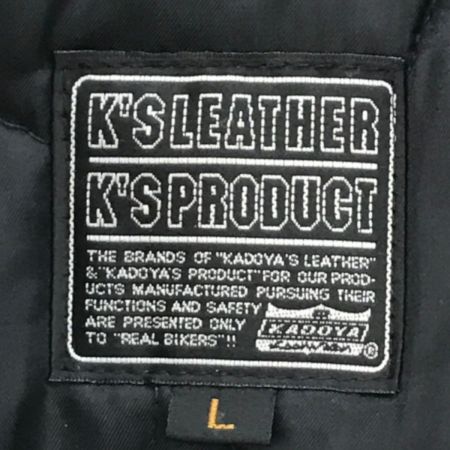 K'S LEATHER
K'S PRODUCT
THE BRANDS OF "KADOYA'S LEATHER"
& "KADOYA'S PRODUCT" FOR OUR PROD-
UCTS MANUFACTURED PURSUING THEIR
FUNCTIONS AND SAFETY
ARE PRESENTED ONLY
TO "REAL BIKERS"!!
KADOYA
®
L